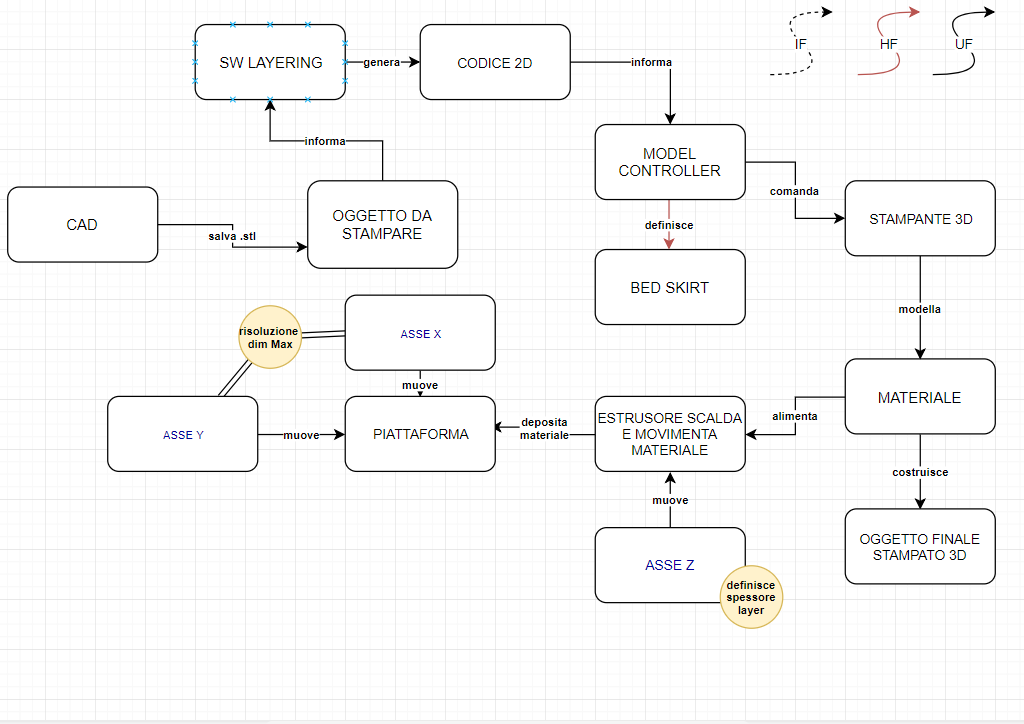 IF
HF
UF
SW LAYERING
genera
CODICE 2D
informa
informa
MODEL
CONTROLLER
comanda
definisce
CAD
salva .stl
OGGETTO DA
STAMPARE
STAMPANTE 3D
BED SKIRT
modella
risoluzione
dim Max
ASSE X
muove
ASSE Y
muove
PIATTAFORMA
deposita
materiale
ESTRUSORE SCALDA
E MOVIMENTA
MATERIALE
alimenta
MATERIALE
costruisce
muove
ASSE Z
definisce
spessore
layer
OGGETTO FINALE
STAMPATO 3D